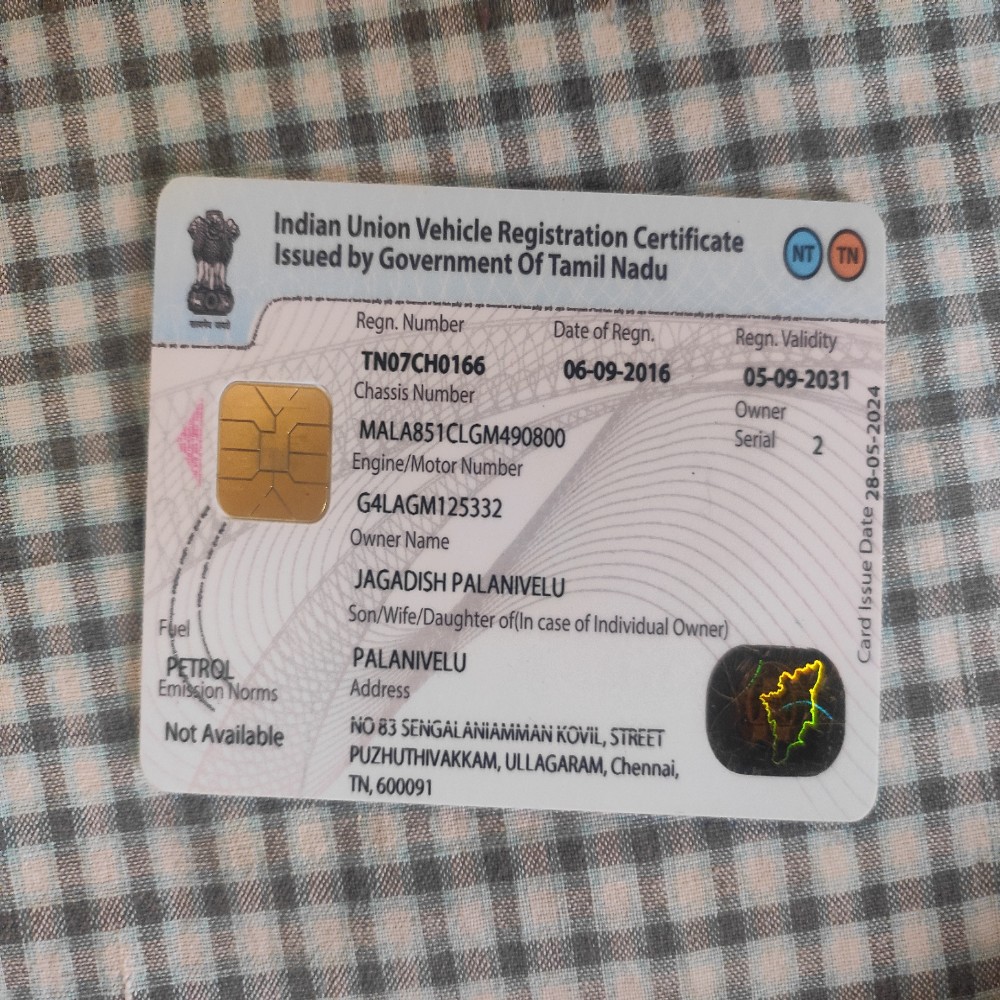 Indian Union Vehicle Registration Certificate
Issued by Government Of Tamil Nadu
NT TN
Regn. Number Date of Regn. Regn. Validity
TN07CH0166 06-09-2016 05-09-2031
Chassis Number Owner
MALA851CLGM490800 Serial 2
Engine/Motor Number
G4LAGM125332
Owner Name
JAGADISH PALANIVELU
Son/Wife/Daughter of(In case of Individual Owner)
Fuel
PALANIVELU
PETROL
Emission Norms
Address
Not Available
NO 83 SENGALANIAMMAN KOVIL, STREET
PUZHUTHIVAKKAM, ULLAGARAM, Chennai,
TN, 600091
Card Issue Date 28-05-2024
सत्यमेव जयते